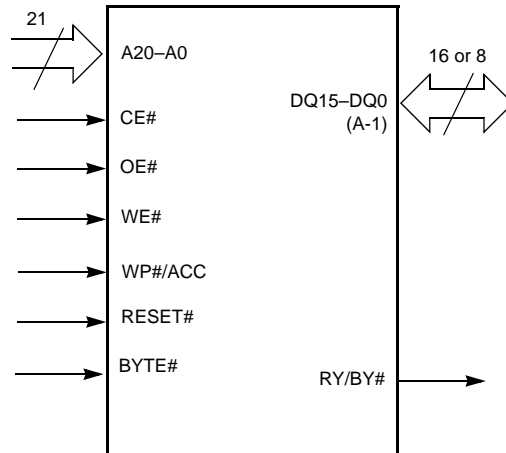 21
A20–A0
16 or 8
DQ15–DQ0
(A-1)
CE#
OE#
WE#
WP#/ACC
RESET#
BYTE#
RY/BY#